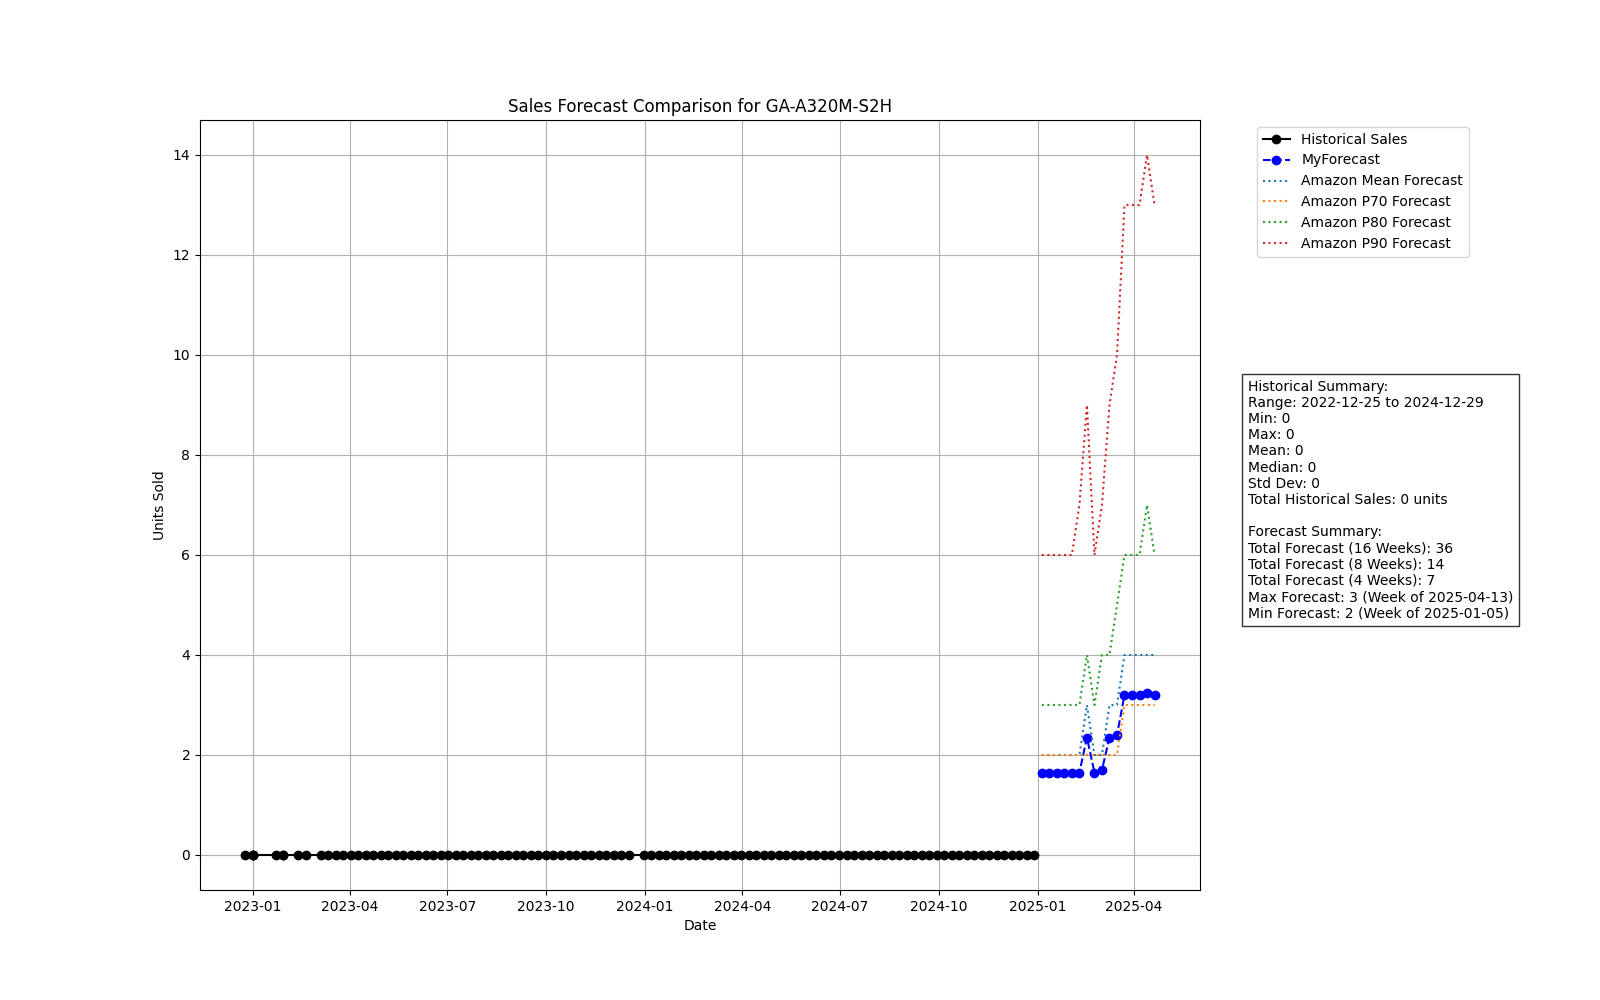 Sales Forecast Comparison for GA-A320M-S2H
Units Sold
14
12
10
8
6
4
2
0
2023-01
2023-04
2023-07
2023-10
2024-01
2024-04
2024-07
2024-10
2025-01
2025-04
Date
Historical Sales
MyForecast
Amazon Mean Forecast
Amazon P70 Forecast
Amazon P80 Forecast
Amazon P90 Forecast
Historical Summary:
Range: 2022-12-25 to 2024-12-29
Min: 0
Max: 0
Mean: 0
Median: 0
Std Dev: 0
Total Historical Sales: 0 units
Forecast Summary:
Total Forecast (16 Weeks): 36
Total Forecast (8 Weeks): 14
Total Forecast (4 Weeks): 7
Max Forecast: 3 (Week of 2025-04-13)
Min Forecast: 2 (Week of 2025-01-05)